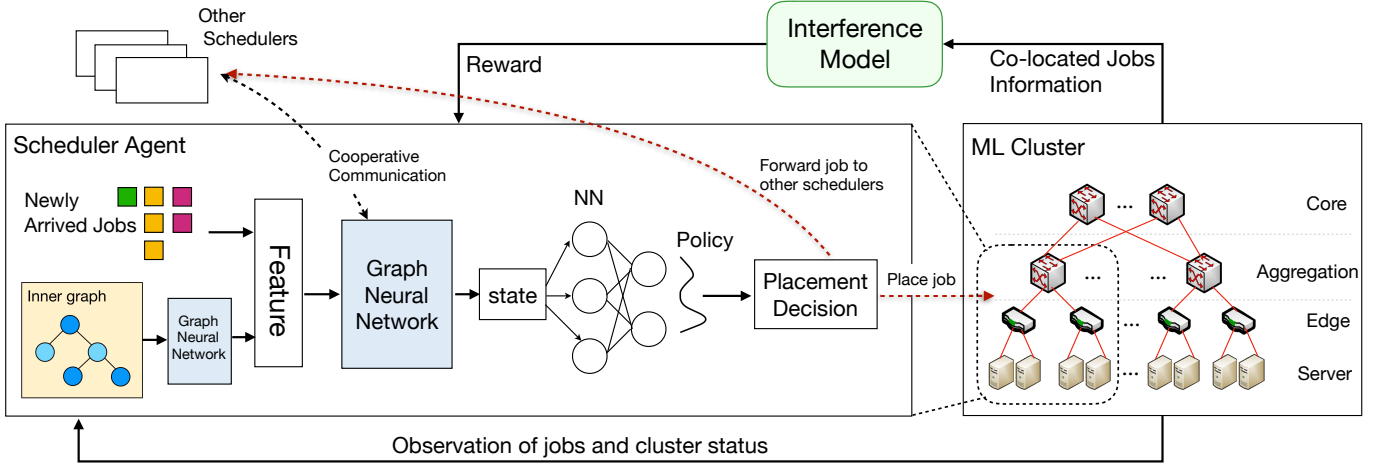 Other
Schedulers
Interference
Model
Reward
Co-located Jobs
Information
Scheduler Agent
Cooperative
Communication
Forward job to
other schedulers
ML Cluster
Newly
Arrived Jobs
Feature
Graph
Neural
Network
NN
state
Policy
Placement
Decision
Place job
Inner graph
Graph
Neural
Network
...
Core
...
...
Aggregation
...
Edge
...
Server
Observation of jobs and cluster status